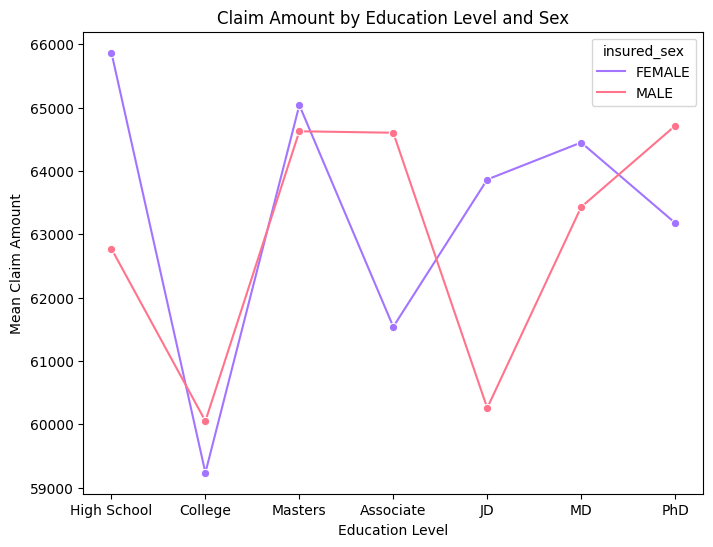 Claim Amount by Education Level and Sex
insured_sex
FEMALE
MALE
Mean Claim Amount
66000
65000
64000
63000
62000
61000
60000
59000
High School
College
Masters
Associate
JD
MD
PhD
Education Level